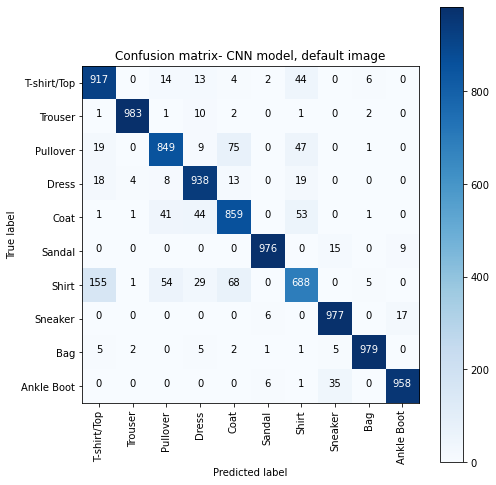 Confusion matrix- CNN model, default image
T-shirt/Top 917 0 14 13 4 2 44 0 6 0
Trouser 1 983 1 10 2 0 1 0 2 0
Pullover 19 0 849 9 75 0 47 0 1 0
Dress 18 4 8 938 13 0 19 0 0 0
Coat 1 1 41 44 859 0 53 0 1 0
Sandal 0 0 0 0 0 976 0 15 0 9
Shirt 155 1 54 29 68 0 688 0 5 0
Sneaker 0 0 0 0 0 6 0 977 0 17
Bag 5 2 0 5 2 1 1 5 979 0
Ankle Boot 0 0 0 0 0 6 1 35 0 958
True label
T-shirt/Top Trouser Pullover Dress Coat Sandal Shirt Sneaker Bag Ankle Boot
Predicted label
800
600
400
200
0